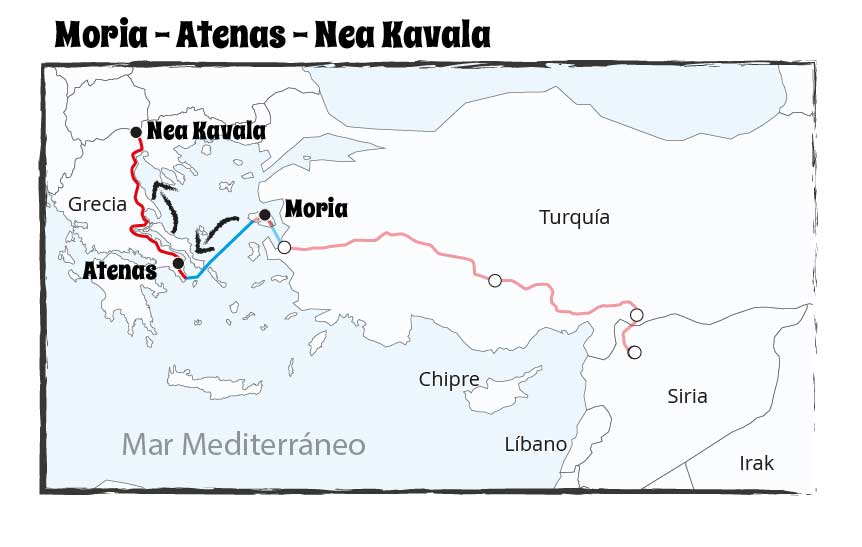 Moria - Atenas - Nea Kavala
Nea Kavala
Grecia
Moria
Turquía
Atenas
Chipre
Siria
Mar Mediterráneo
Líbano
Irak